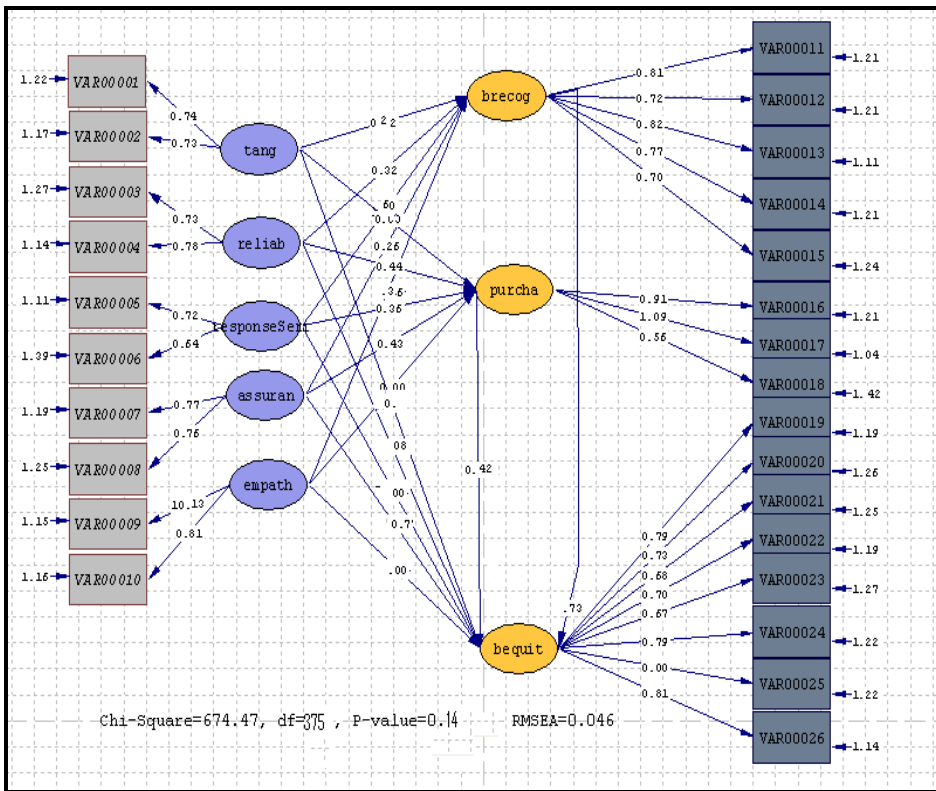 1.22 VAR00001
1.17 VAR00002
1.27 VAR00003
1.14 VAR00004
1.11 VAR00005
1.39 VAR00006
1.19 VAR00007
1.25 VAR00008
1.15 VAR00009
1.16 VAR00010
0.74
0.73
0.73
0.78
0.72
0.64
0.77
0.76
10.13
0.81
tang
reliab
assuran
empath
0.32
0.26
0.44
0.43
0.42
.73
brecog
purcha
bequit
0.81
0.72
0.82
0.77
0.70
0.91
1.09
0.56
0.79
0.73
0.68
0.70
0.67
0.79
0.00
0.81
VAR00011 1.21
VAR00012 1.21
VAR00013 1.11
VAR00014 1.21
VAR00015 1.24
VAR00016 1.21
VAR00017 1.04
VAR00018 1.42
VAR00019 1.19
VAR00020 1.26
VAR00021 1.25
VAR00022 1.19
VAR00023 1.27
VAR00024 1.22
VAR00025 1.22
VAR00026 1.14
Chi-Square=674.47, df=375 , P-value=0.14 RMSEA=0.046